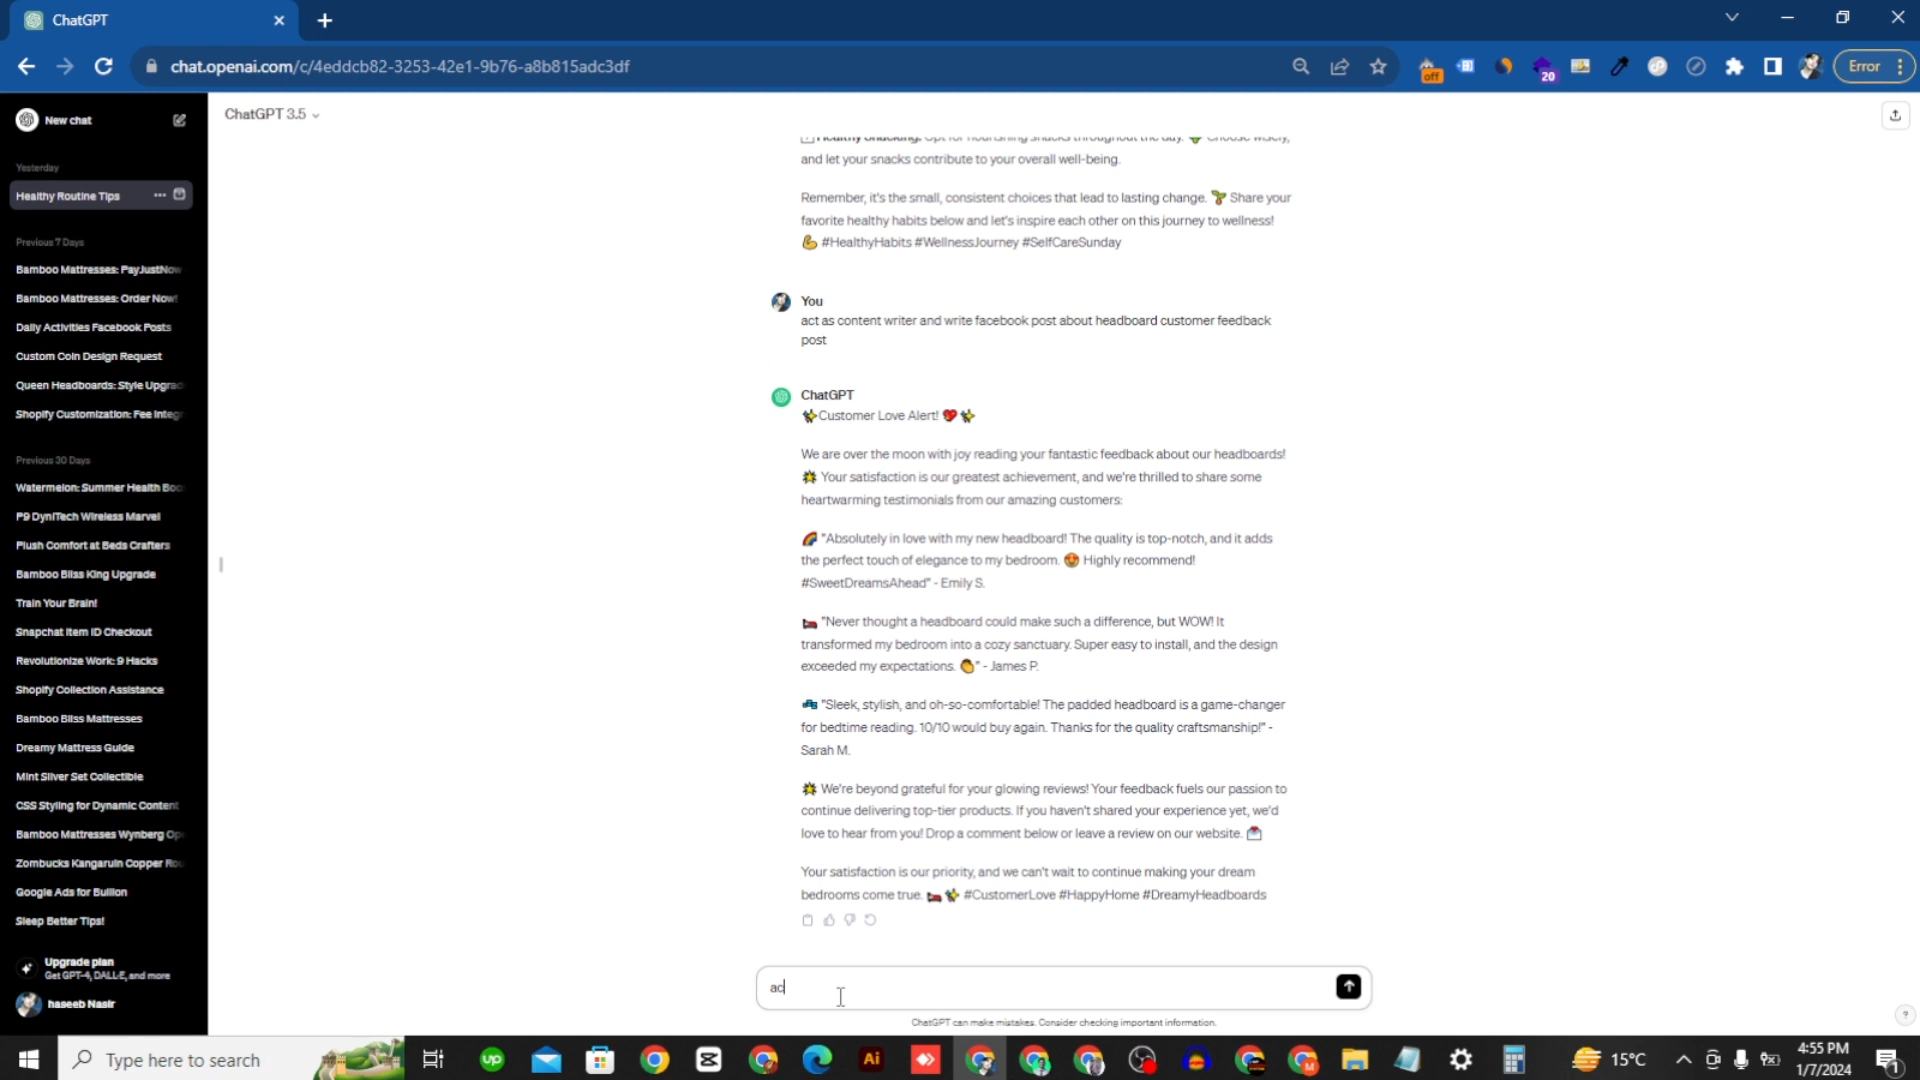 ChatGPT
chat.openai.com/c/4eddcb82-3253-42e1-9b76-a8b815adc3df
off
20
Error
New chat
ChatGPT 3.5
Yesterday
Healthy Routine Tips
Previous 7 Days
Bamboo Mattresses: PayJustNow
Bamboo Mattresses: Order Now!
Daily Activities Facebook Posts
Custom Coin Design Request
Queen Headboards: Style Upgrad
Shopify Customization: Fee Integr
Previous 30 Days
Watermelon: Summer Health Boo
P9 DyniTech Wireless Marvel
Plush Comfort at Beds Crafters
Bamboo Bliss King Upgrade
Train Your Brain!
Snapchat Item ID Checkout
Revolutionize Work: 9 Hacks
Shopify Collection Assistance
Bamboo Bliss Mattresses
Dreamy Mattress Guide
Mint Silver Set Collectible
CSS Styling for Dynamic Content
Bamboo Mattresses Wynberg Op
Zombucks Kangaruin Copper Rou
Google Ads for Bullion
Sleep Better Tips!
Upgrade plan
Get GPT-4, DALL·E, and more
haseeb Nasir
Healthy Snacking: Opt for nourishing snacks throughout the day. Choose wisely,
and let your snacks contribute to your overall well-being.
Remember, it's the small, consistent choices that lead to lasting change. 🌱 Share your
favorite healthy habits below and let's inspire each other on this journey to wellness!
💪 #HealthyHabits #WellnessJourney #SelfCareSunday
You
act as content writer and write facebook post about headboard customer feedback
post
ChatGPT
✨Customer Love Alert! 💖 ✨
We are over the moon with joy reading your fantastic feedback about our headboards!
🌟 Your satisfaction is our greatest achievement, and we're thrilled to share some
heartwarming testimonials from our amazing customers:
🌈 "Absolutely in love with my new headboard! The quality is top-notch, and it adds
the perfect touch of elegance to my bedroom. 😍 Highly recommend!
#SweetDreamsAhead" - Emily S.
🛏️ "Never thought a headboard could make such a difference, but WOW! It
transformed my bedroom into a cozy sanctuary. Super easy to install, and the design
exceeded my expectations. 👏" - James P.
🛋️ "Sleek, stylish, and oh-so-comfortable! The padded headboard is a game-changer
for bedtime reading. 10/10 would buy again. Thanks for the quality craftsmanship!" -
Sarah M.
🌟 We're beyond grateful for your glowing reviews! Your feedback fuels our passion to
continue delivering top-tier products. If you haven't shared your experience yet, we'd
love to hear from you! Drop a comment below or leave a review on our website. 📩
Your satisfaction is our priority, and we can't wait to continue making your dream
bedrooms come true. 🛏️ ✨ #CustomerLove #HappyHome #DreamyHeadboards
ac
ChatGPT can make mistakes. Consider checking important information.
?
Type here to search
up
Ai
M
15°C
4:55 PM
1/7/2024
1